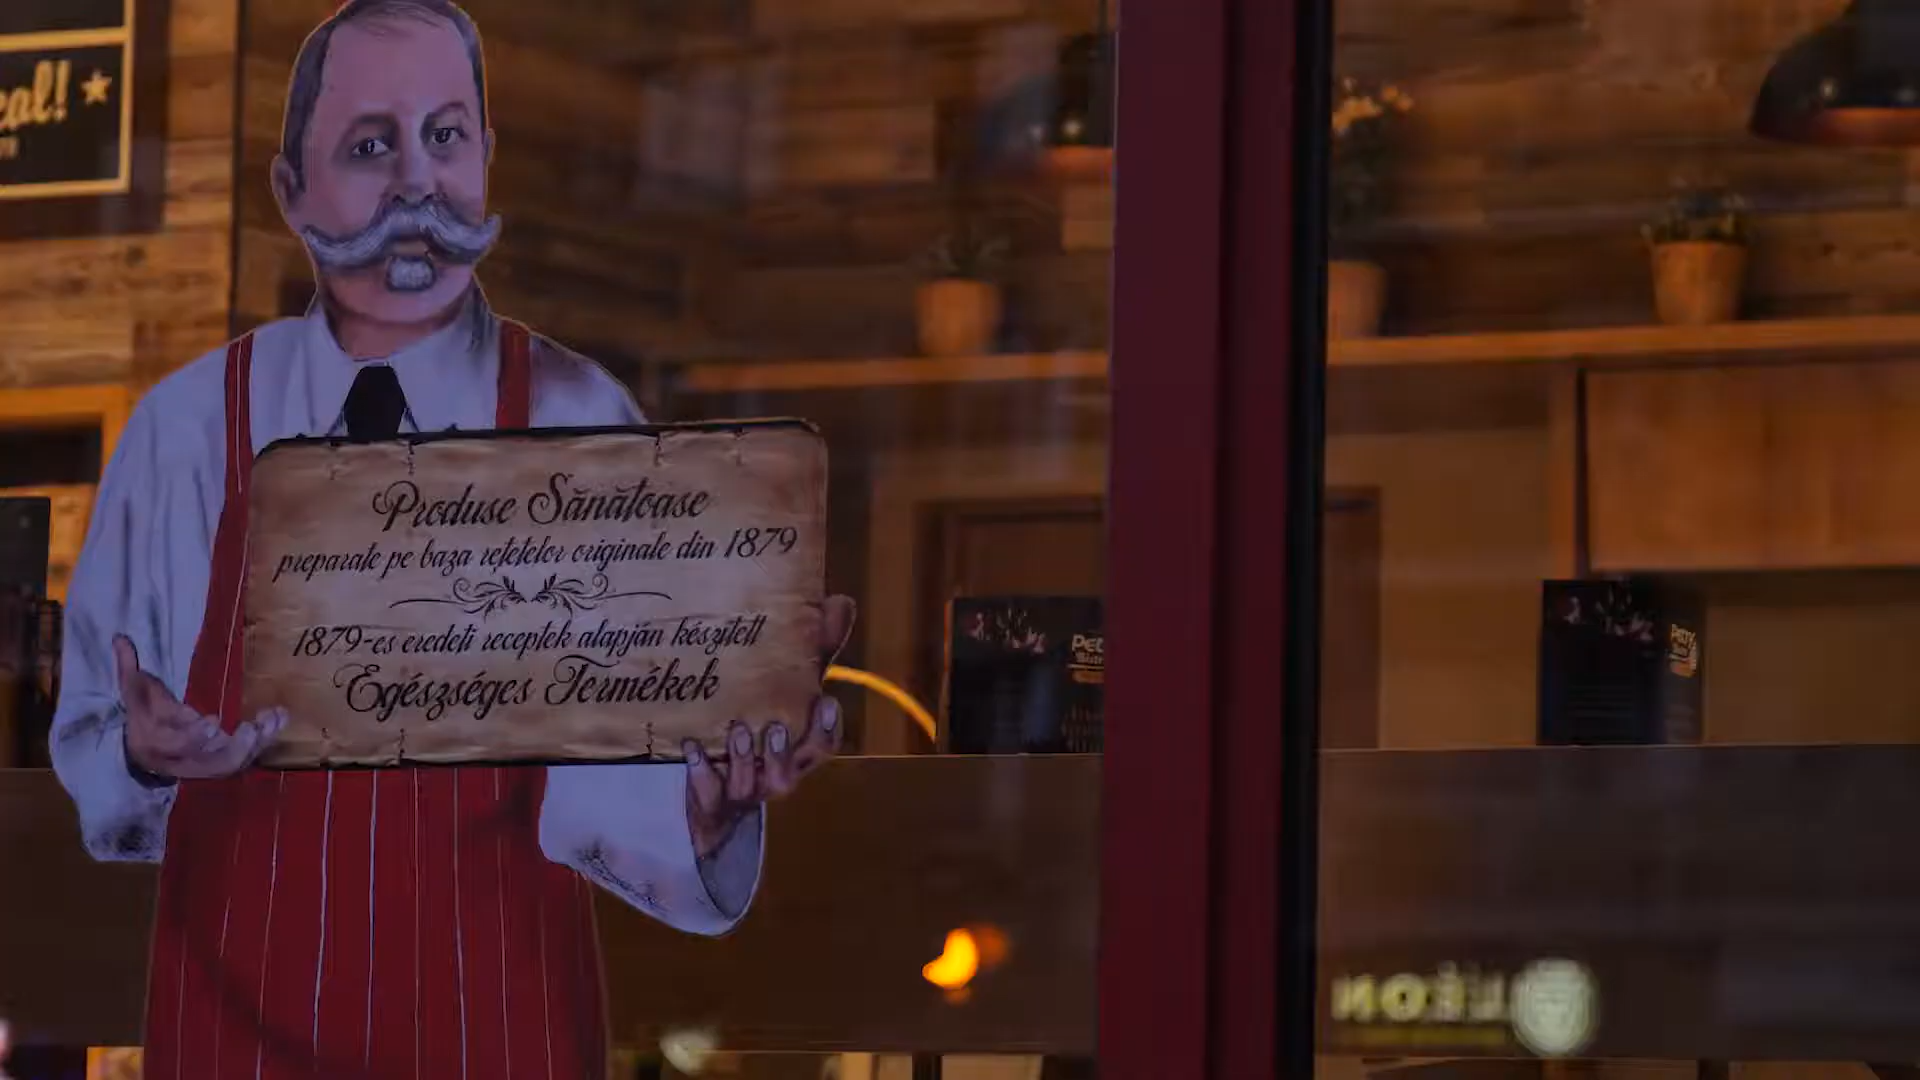 Produse Sănătoase
preparate pe baza rețetelor originale din 1879
1879-es eredeti receptek alapján készített
Egészséges Termékek